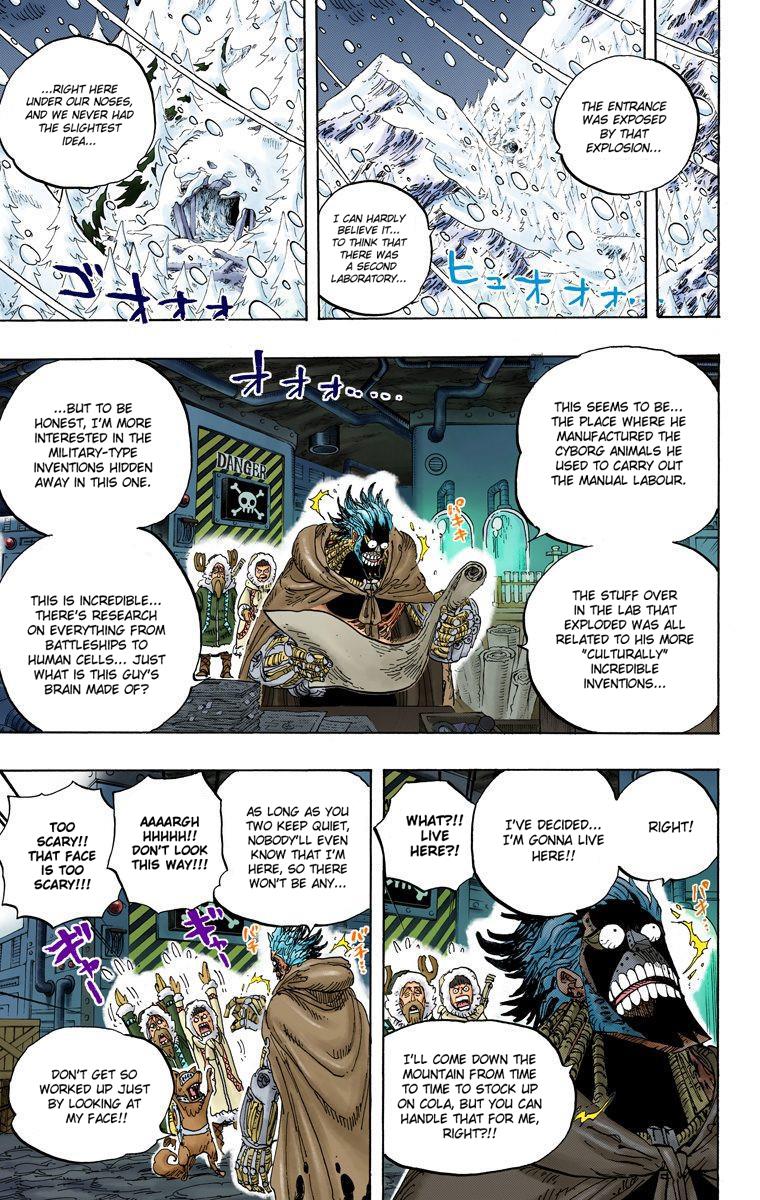 THE ENTRANCE
WAS EXPOSED
BY THAT
EXPLOSION...
I CAN HARDLY
BELIEVE IT...
TO THINK THAT
THERE WAS
A SECOND
LABORATORY...
ヒュオオオ...
...RIGHT HERE
UNDER OUR NOSES,
AND WE NEVER HAD
THE SLIGHTEST
IDEA...
ゴオオオ
オオオ.....
THIS SEEMS TO BE...
THE PLACE WHERE HE
MANUFACTURED THE
CYBORG ANIMALS HE
USED TO CARRY OUT
THE MANUAL LABOUR.
THE STUFF OVER
IN THE LAB THAT
EXPLODED WAS ALL
RELATED TO HIS MORE
"CULTURALLY"
INCREDIBLE
INVENTIONS...
パキキ
DANGER
...BUT TO BE
HONEST, I'M MORE
INTERESTED IN THE
MILITARY-TYPE
INVENTIONS HIDDEN
AWAY IN THIS ONE.
THIS IS INCREDIBLE...
THERE'S RESEARCH
ON EVERYTHING FROM
BATTLESHIPS TO
HUMAN CELLS... JUST
WHAT IS THIS GUY'S
BRAIN MADE OF?
RIGHT!
I'VE DECIDED...
I'M GONNA
LIVE HERE!!
WHAT?!!
LIVE
HERE?!
I'LL COME DOWN THE
MOUNTAIN FROM TIME
TO TIME TO STOCK UP
ON COLA, BUT YOU CAN
HANDLE THAT FOR ME,
RIGHT?!!
AS LONG AS YOU
TWO KEEP QUIET,
NOBODY'LL EVEN
KNOW THAT I'M
HERE, SO THERE
WON'T BE ANY...
AAAARGH
HHHHH!!
DON'T LOOK
THIS WAY!!!
TOO
SCARY!!
THAT FACE
IS TOO
SCARY!!!
ギャー
ギャー
DON'T GET SO
WORKED UP JUST
BY LOOKING AT
MY FACE!!